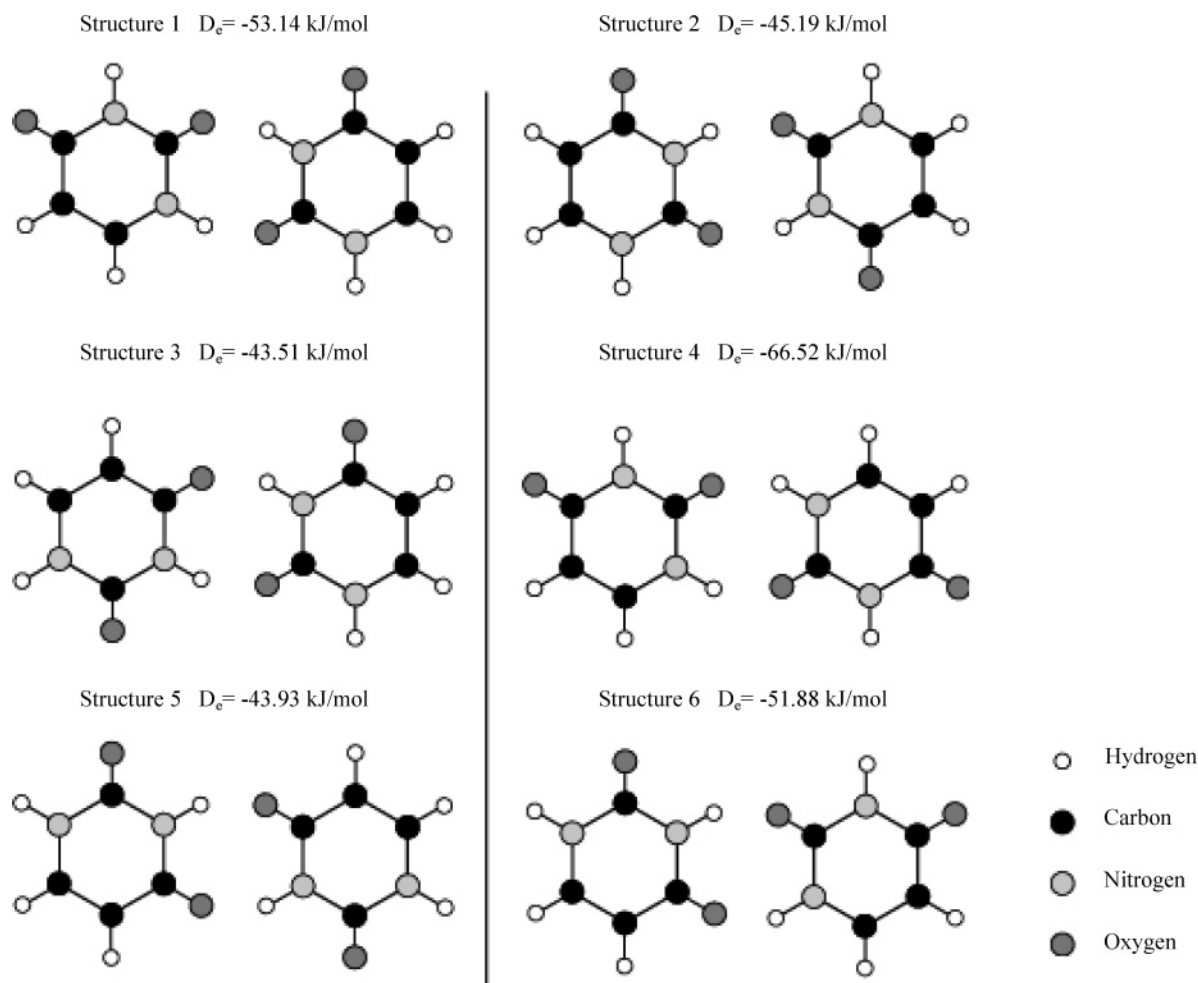 Structure 1 Dₑ= -53.14 kJ/mol
Structure 2 Dₑ= -45.19 kJ/mol
Structure 3 Dₑ= -43.51 kJ/mol
Structure 4 Dₑ= -66.52 kJ/mol
Structure 5 Dₑ= -43.93 kJ/mol
Structure 6 Dₑ= -51.88 kJ/mol
Hydrogen
Carbon
Nitrogen
Oxygen